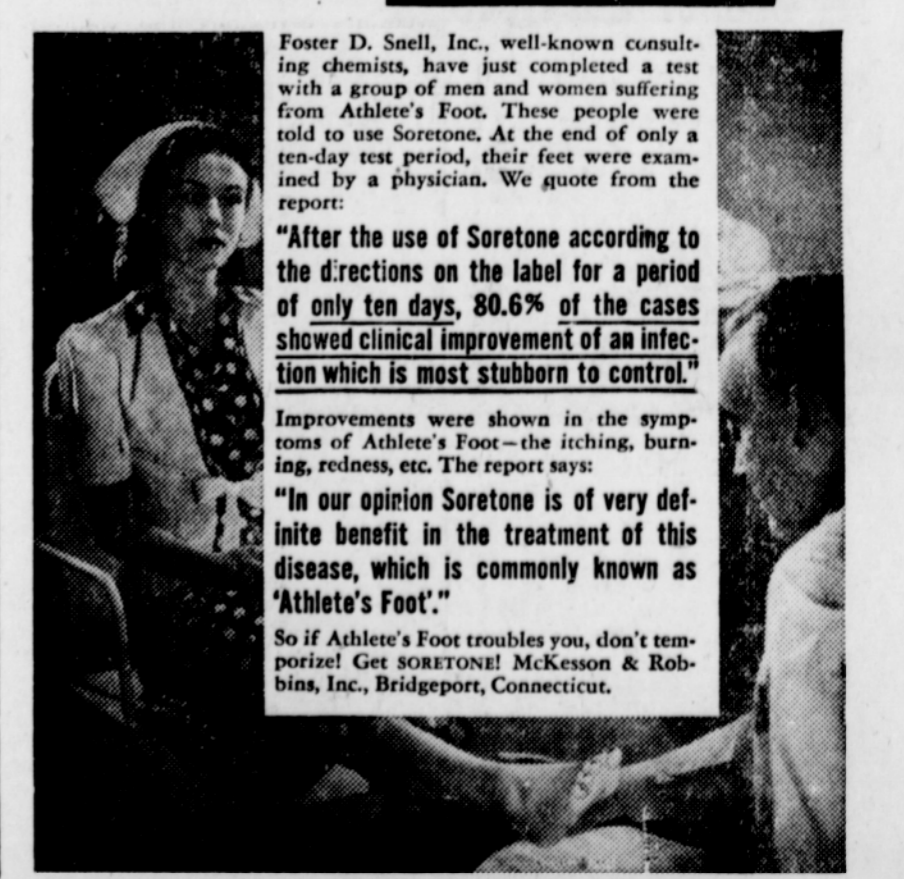 Foster D. Snell, Inc., well-known consult-
ing chemists, have just completed a test
with a group of men and women suffering
from Athlete's Foot. These people were
told to use Soretone. At the end of only a
ten-day test period, their feet were exam-
ined by a physician. We quote from the
report:
"After the use of Soretone according to
the directions on the label for a period
of only ten days, 80.6% of the cases
showed clinical improvement of an infec-
tion which is most stubborn to control."
Improvements were shown in the symp-
toms of Athlete's Foot—the itching, burn-
ing, redness, etc. The report says:
"In our opinion Soretone is of very def-
inite benefit in the treatment of this
disease, which is commonly known as
'Athlete's Foot'."
So if Athlete's Foot troubles you, don't tem-
porize! Get SORETONE! McKesson & Rob-
bins, Inc., Bridgeport, Connecticut.